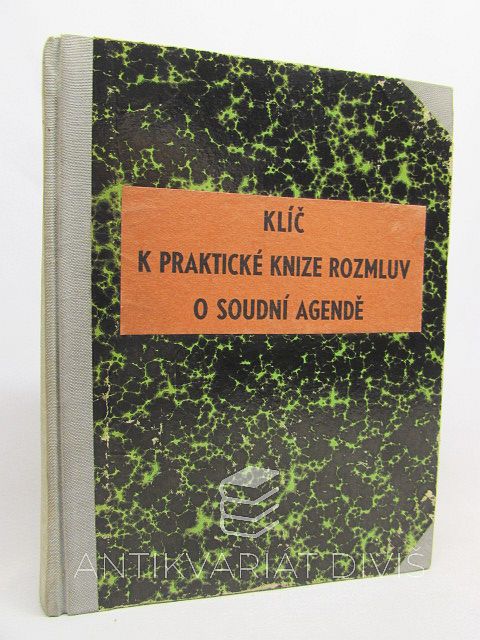 KLÍČ
K PRAKTICKÉ KNIZE ROZMLUV
O SOUDNÍ AGENDĚ
ANTIKVARIÁT DIVIŠ